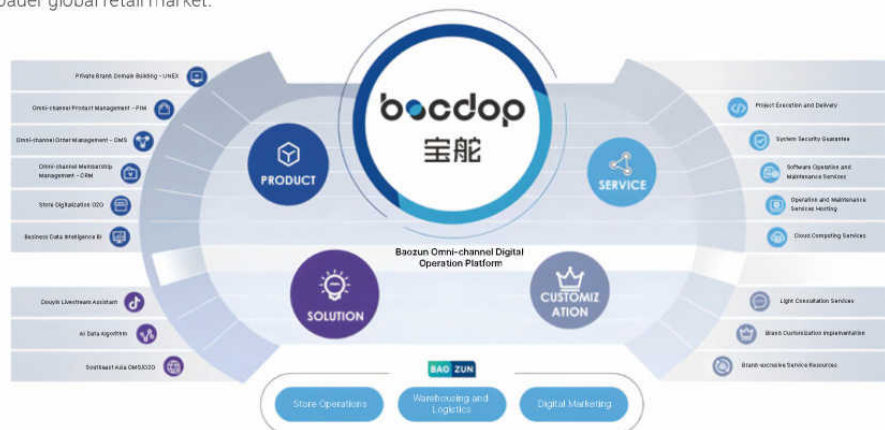 oader global retail market.
Private Brand Domain Building - UNEX
Omni-channel Product Management - PIM
Omni-channel Order Management - OMS
Omni-channel Membership
Management - CRM
Store Digitalization O2O
Business Data Intelligence BI
Douyin Livestream Assistant
AI Data Algorithm
Southeast Asia OMS/O2O
bocdop
宝舵
PRODUCT
SERVICE
Baozun Omni-channel Digital
Operation Platform
SOLUTION
CUSTOMIZ
ATION
Project Execution and Delivery
System Security Guarantee
Software Operation and
Maintenance Services
Operation and Maintenance
Services Hosting
Cloud Computing Services
Light Consultation Services
Brand Customization Implementation
Brand-exclusive Service Resources
BAO ZUN
Store Operations
Warehousing and
Logistics
Digital Marketing